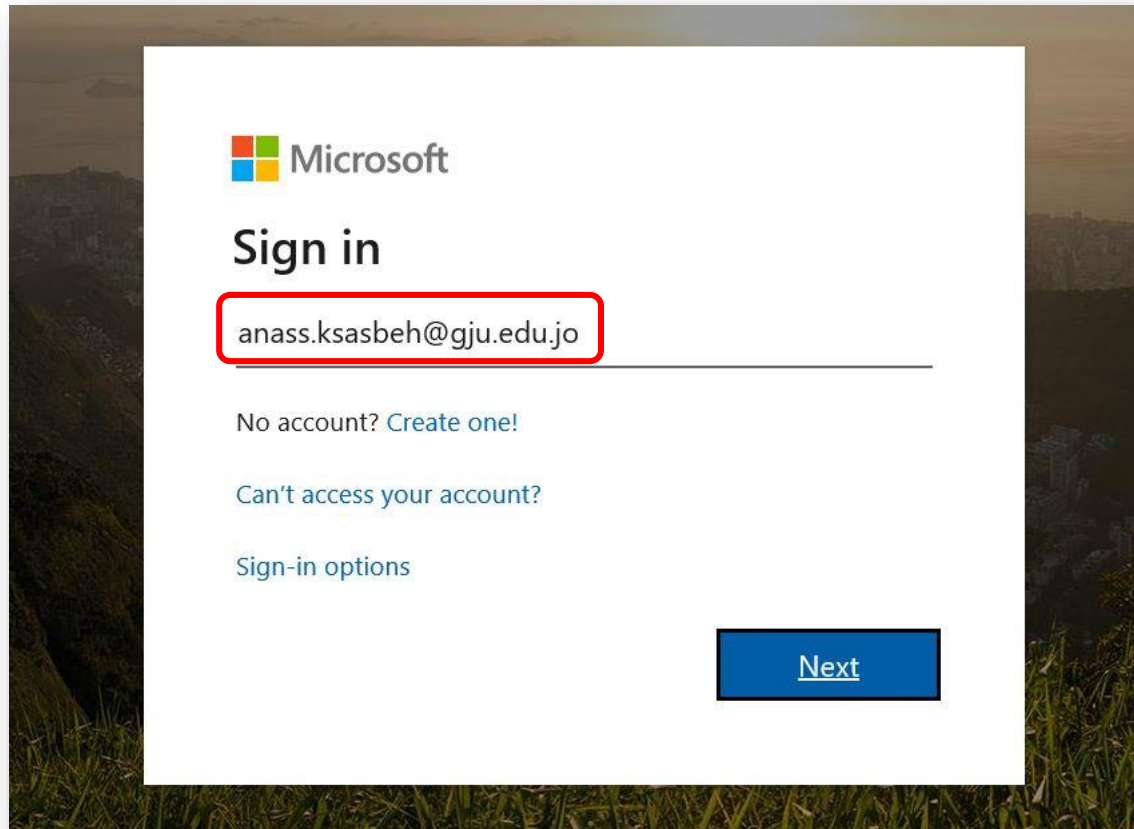 Microsoft
Sign in
anass.ksasbeh@gju.edu.jo
No account? Create one!
Can't access your account?
Sign-in options
Next